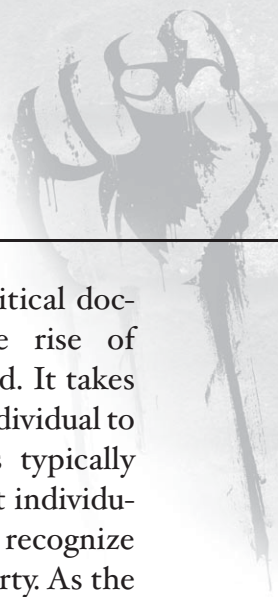 itical doc-
e rise of
d. It takes
dividual to
s typically
t individu-
recognize
rty. As the